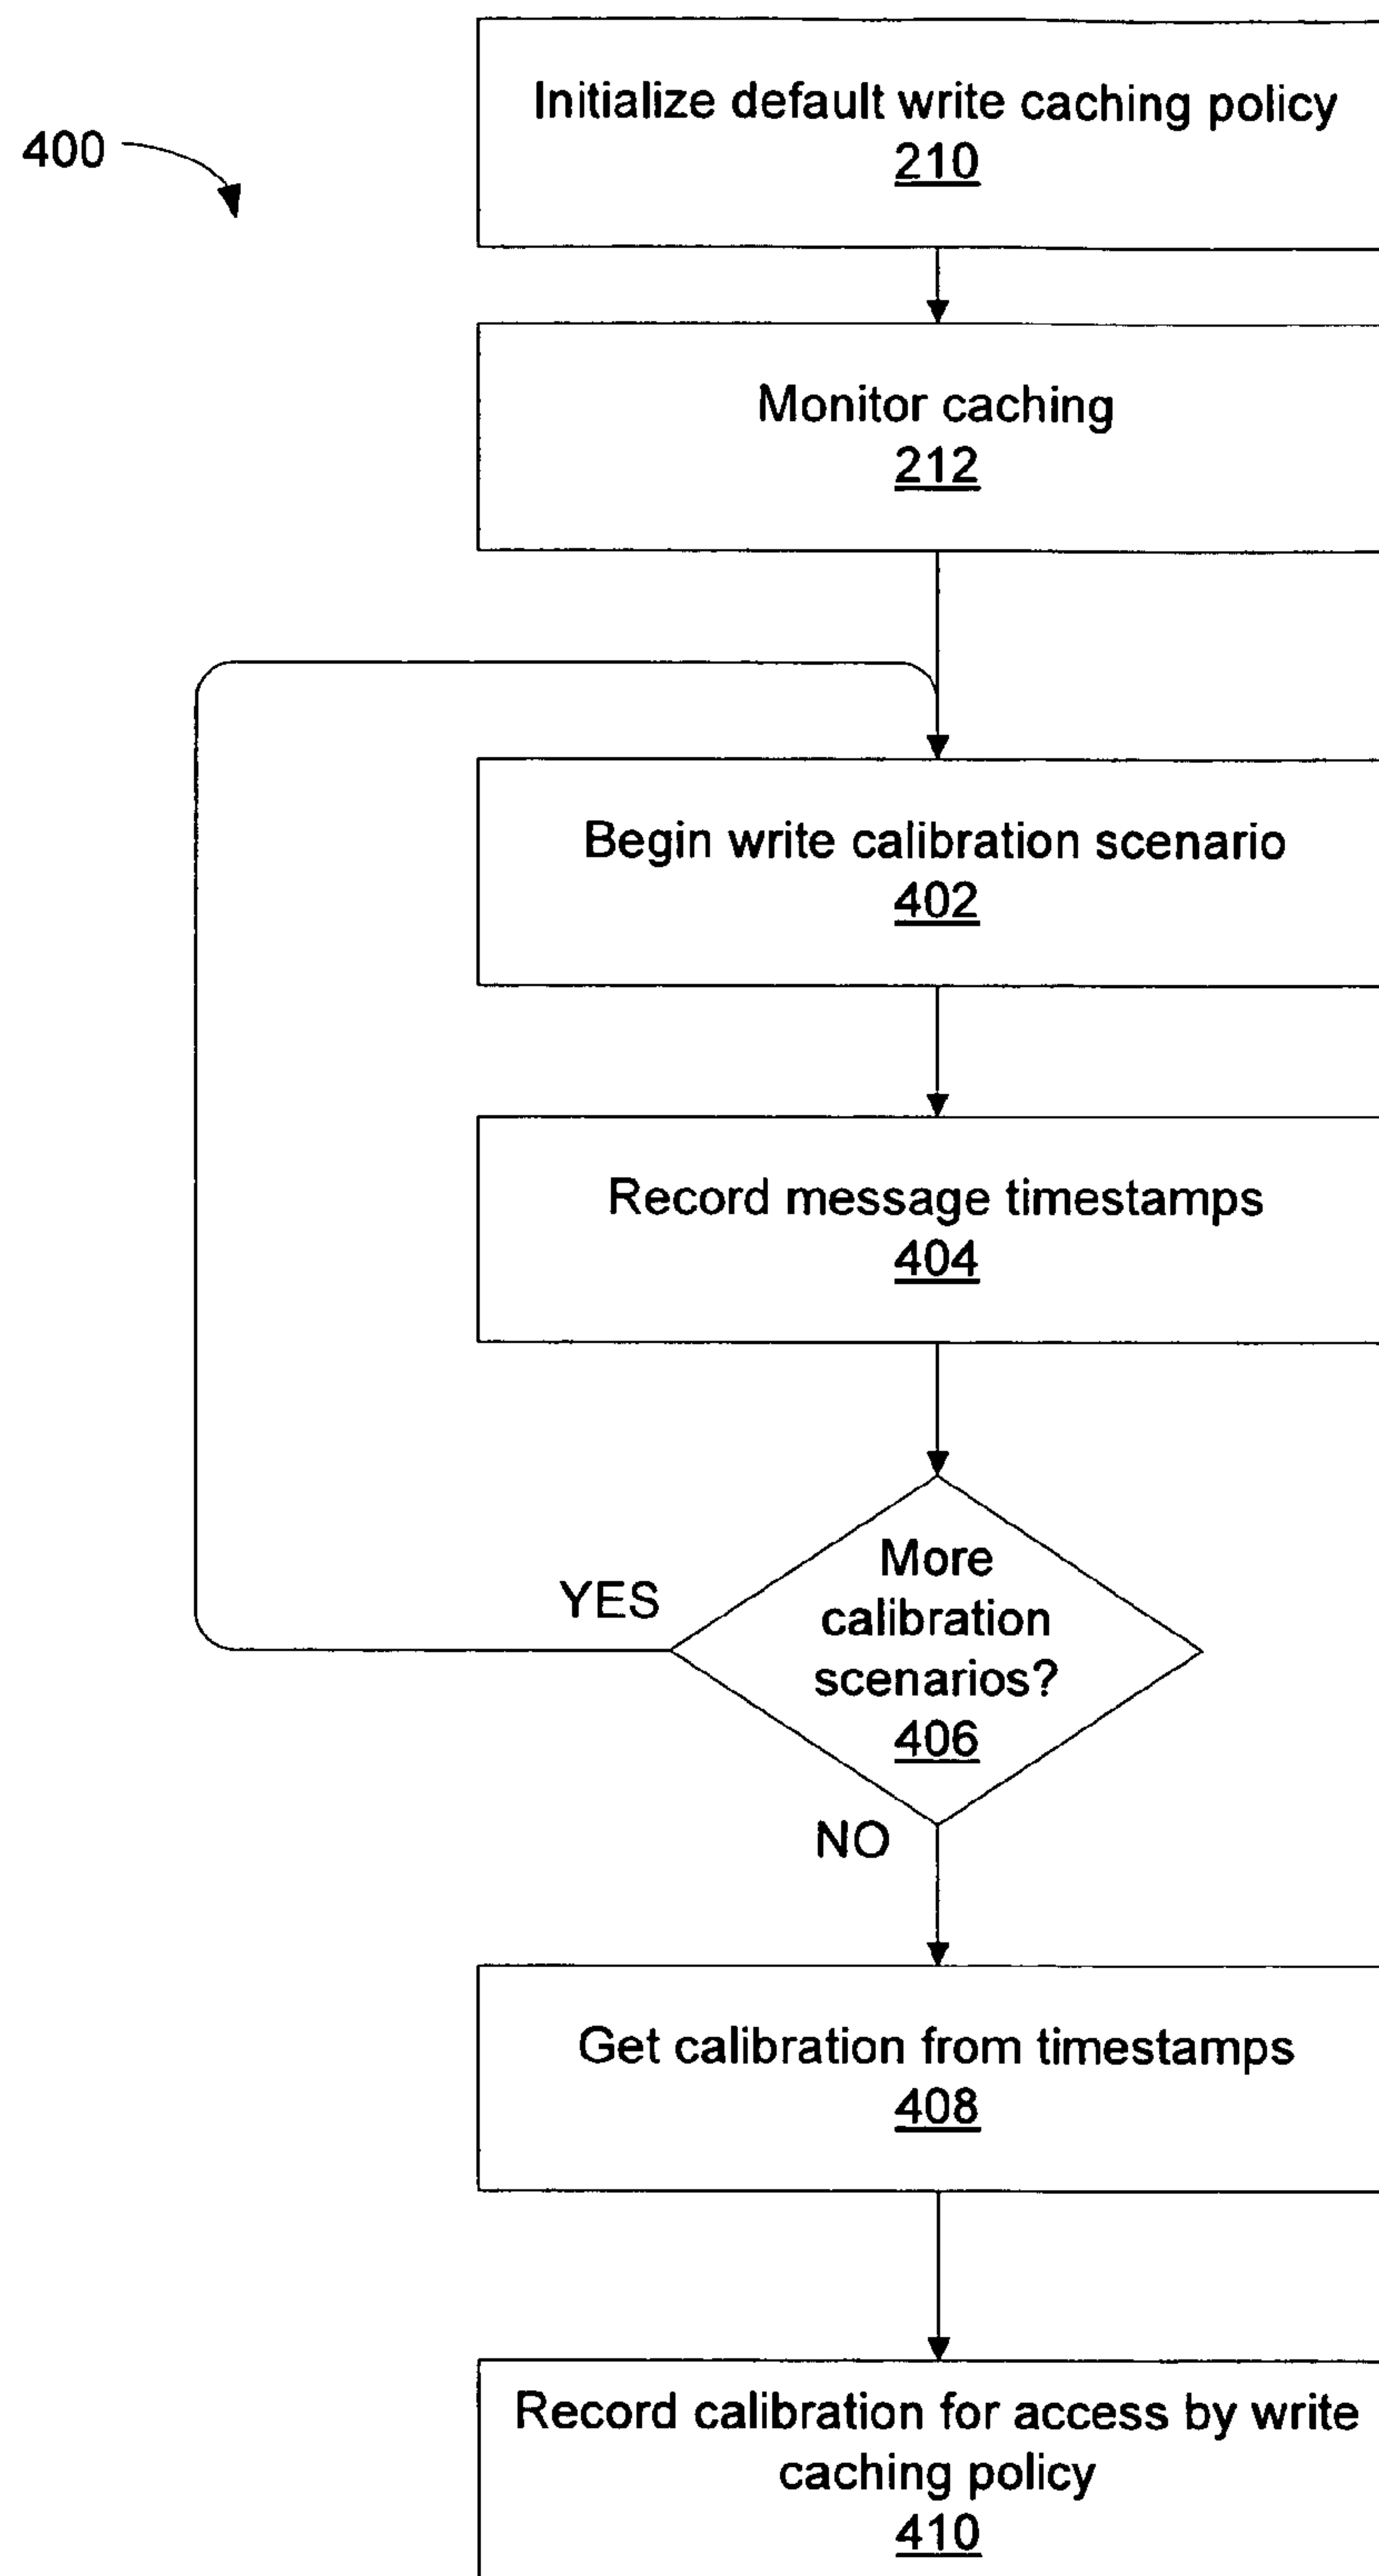 Initialize default write caching policy
210
400
Monitor caching
212
Begin write calibration scenario
402
Record message timestamps
404
More
calibration
scenarios?
406
YES
NO
Get calibration from timestamps
408
Record calibration for access by write
caching policy
410